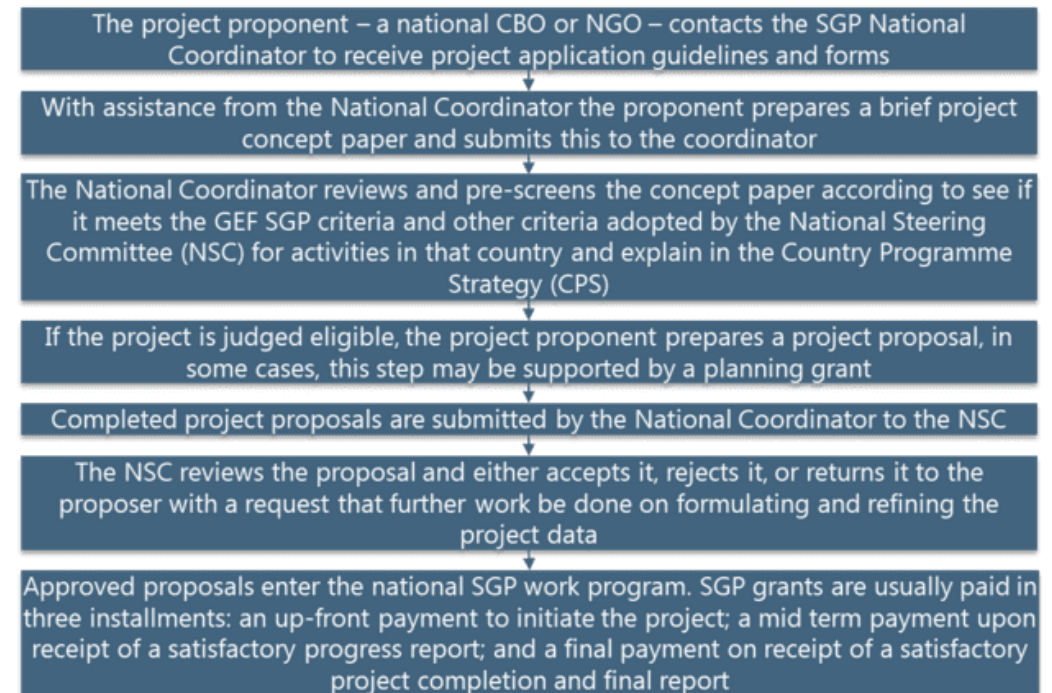 The project proponent – a national CBO or NGO – contacts the SGP National
Coordinator to receive project application guidelines and forms
With assistance from the National Coordinator the proponent prepares a brief project
concept paper and submits this to the coordinator
The National Coordinator reviews and pre-screens the concept paper according to see if
it meets the GEF SGP criteria and other criteria adopted by the National Steering
Committee (NSC) for activities in that country and explain in the Country Programme
Strategy (CPS)
If the project is judged eligible, the project proponent prepares a project proposal, in
some cases, this step may be supported by a planning grant
Completed project proposals are submitted by the National Coordinator to the NSC
The NSC reviews the proposal and either accepts it, rejects it, or returns it to the
proposer with a request that further work be done on formulating and refining the
project data
Approved proposals enter the national SGP work program. SGP grants are usually paid in
three installments: an up-front payment to initiate the project; a mid term payment upon
receipt of a satisfactory progress report; and a final payment on receipt of a satisfactory
project completion and final report